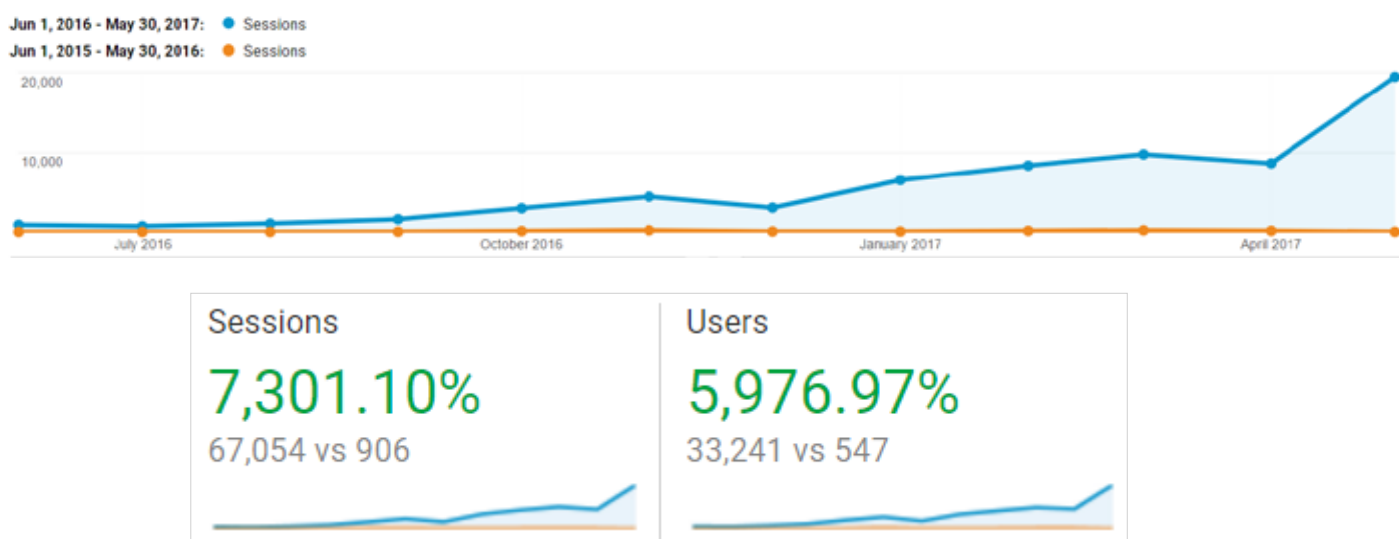 Jun 1, 2016 - May 30, 2017: Sessions
Jun 1, 2015 - May 30, 2016: Sessions
20,000
10,000
July 2016 October 2016 January 2017 April 2017
Sessions Users
7,301.10% 5,976.97%
67,054 vs 906 33,241 vs 547